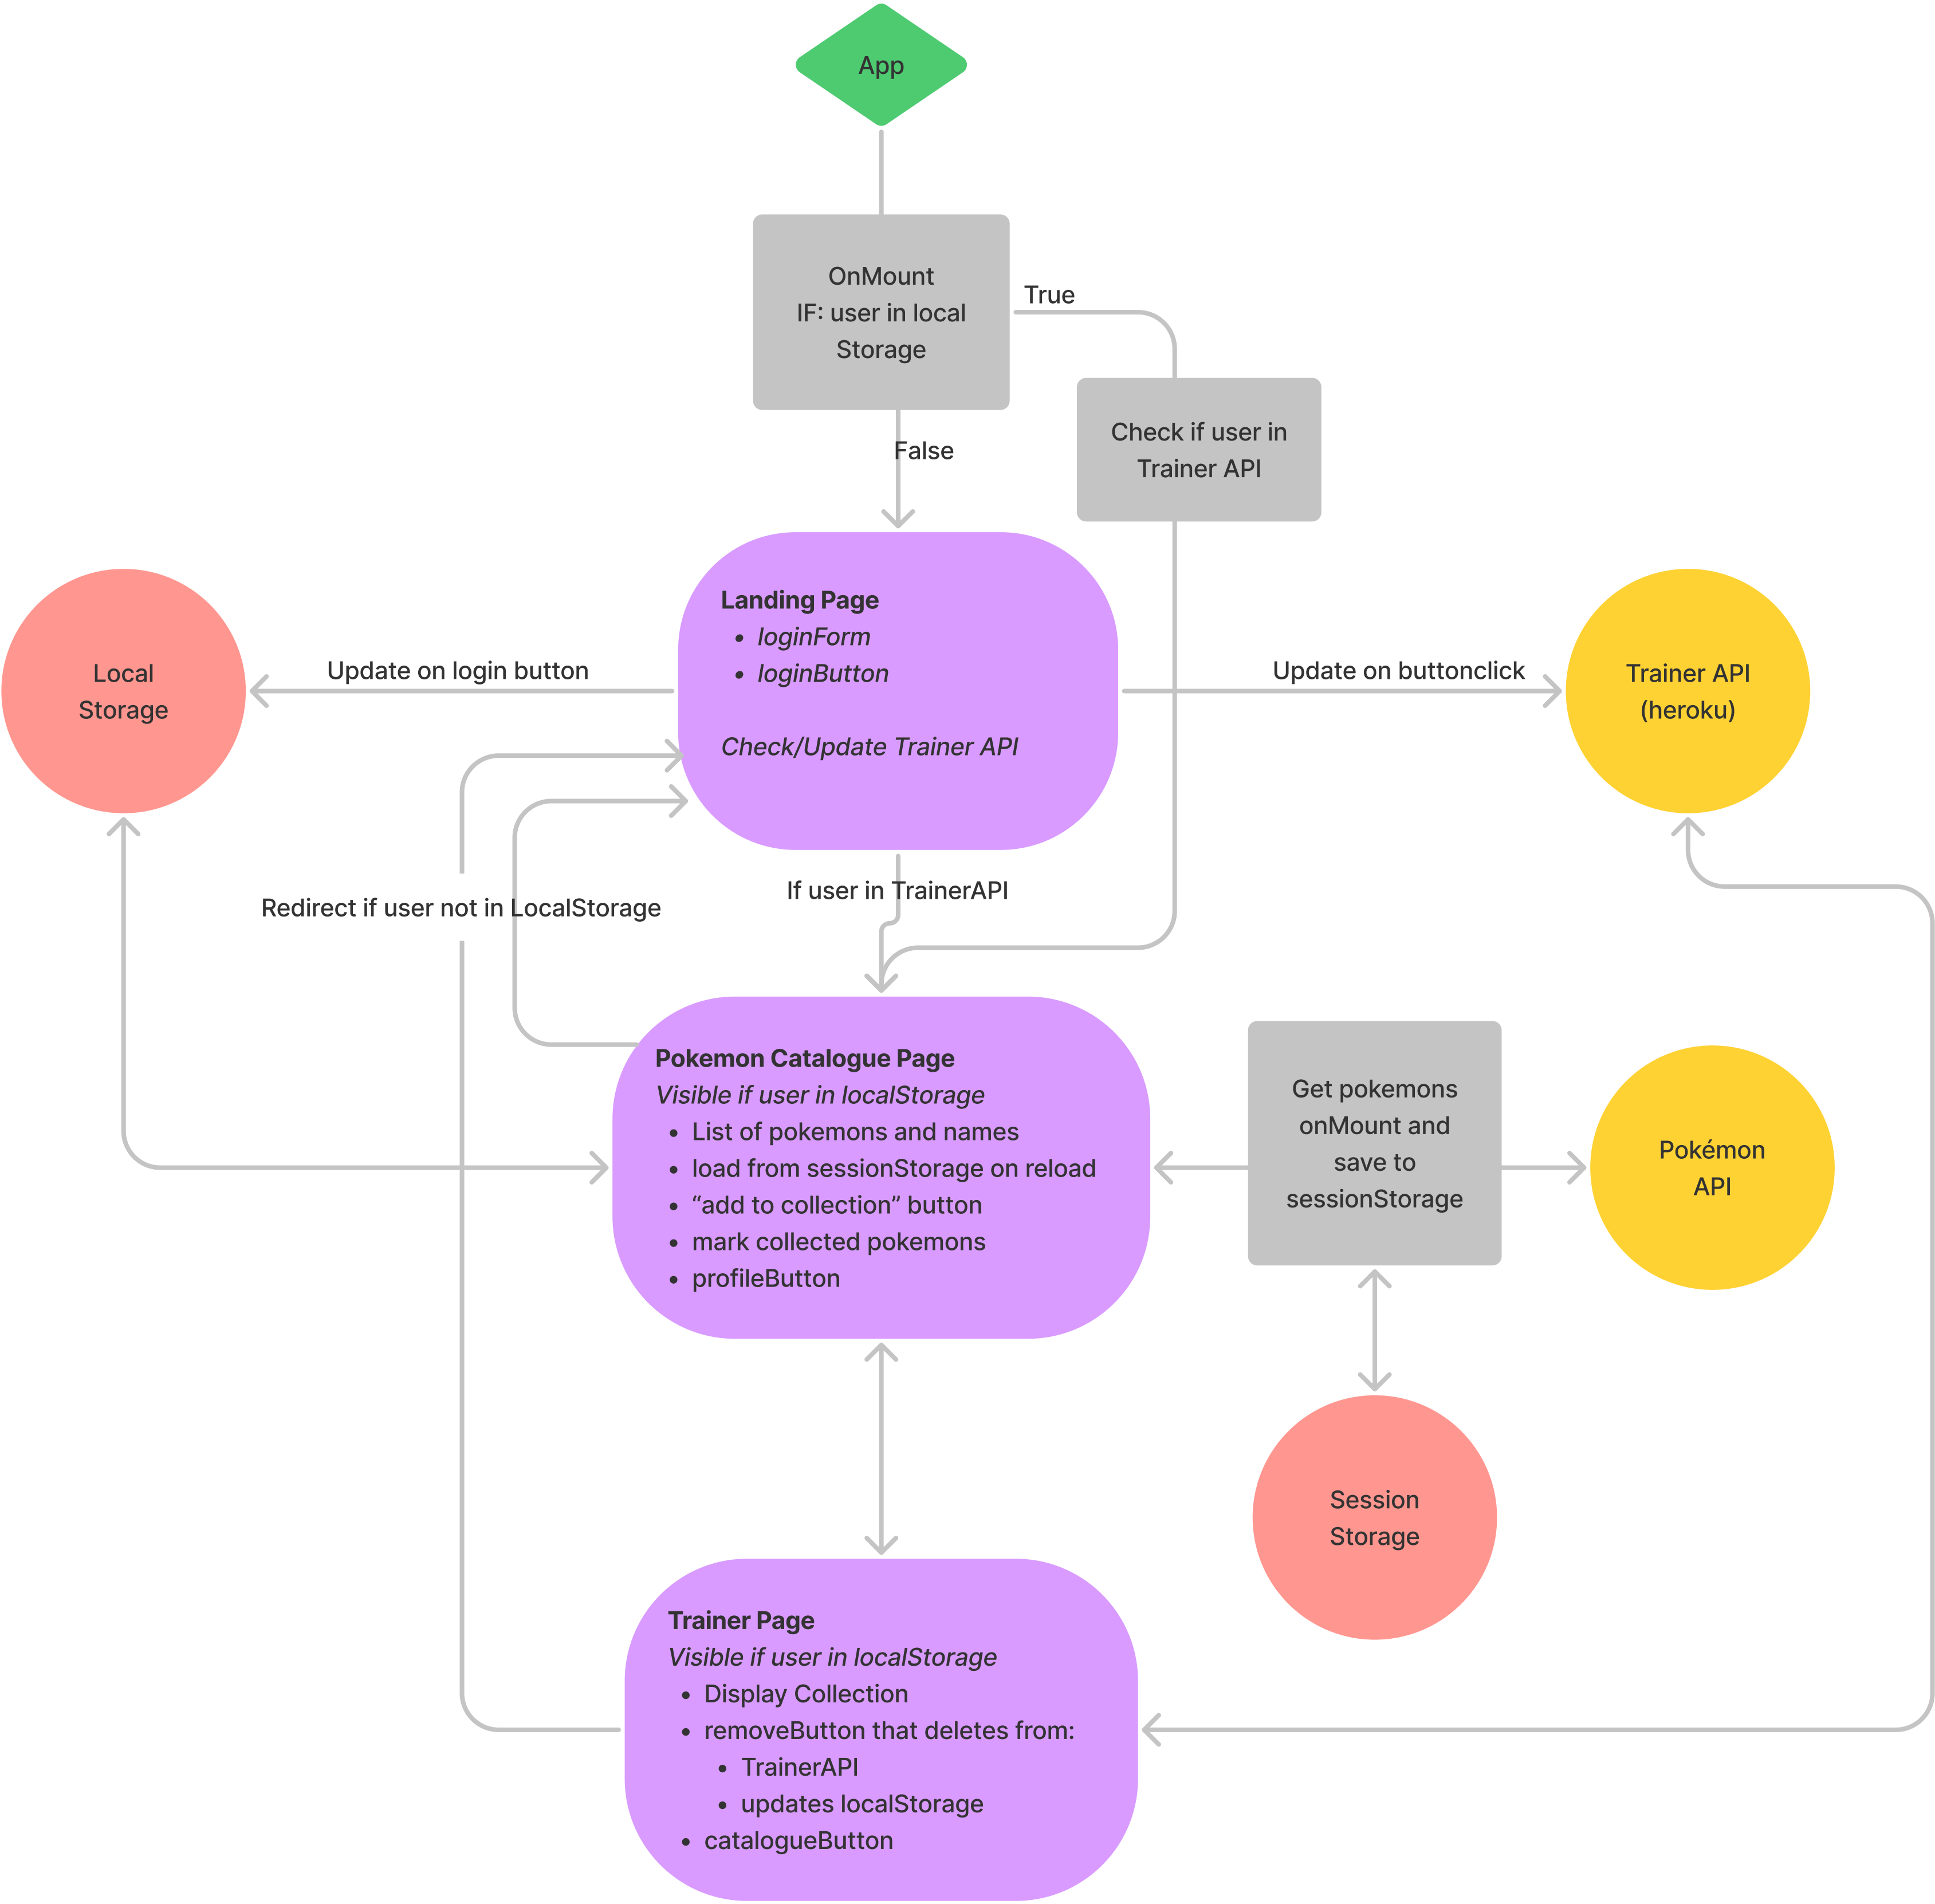 App
OnMount
IF: user in local
Storage
True
Check if user in
Trainer API
False
Landing Page
• loginForm
• loginButton
Check/Update Trainer API
Local
Storage
Update on login button
Update on buttonclick
Trainer API
(heroku)
If user in TrainerAPI
Redirect if user not in LocalStorage
Pokemon Catalogue Page
Visible if user in localStorage
• List of pokemons and names
• load from sessionStorage on reload
• “add to collection” button
• mark collected pokemons
• profileButton
Get pokemons
onMount and
save to
sessionStorage
Pokémon
API
Session
Storage
Trainer Page
Visible if user in localStorage
• Display Collection
• removeButton that deletes from:
• TrainerAPI
• updates localStorage
• catalogueButton